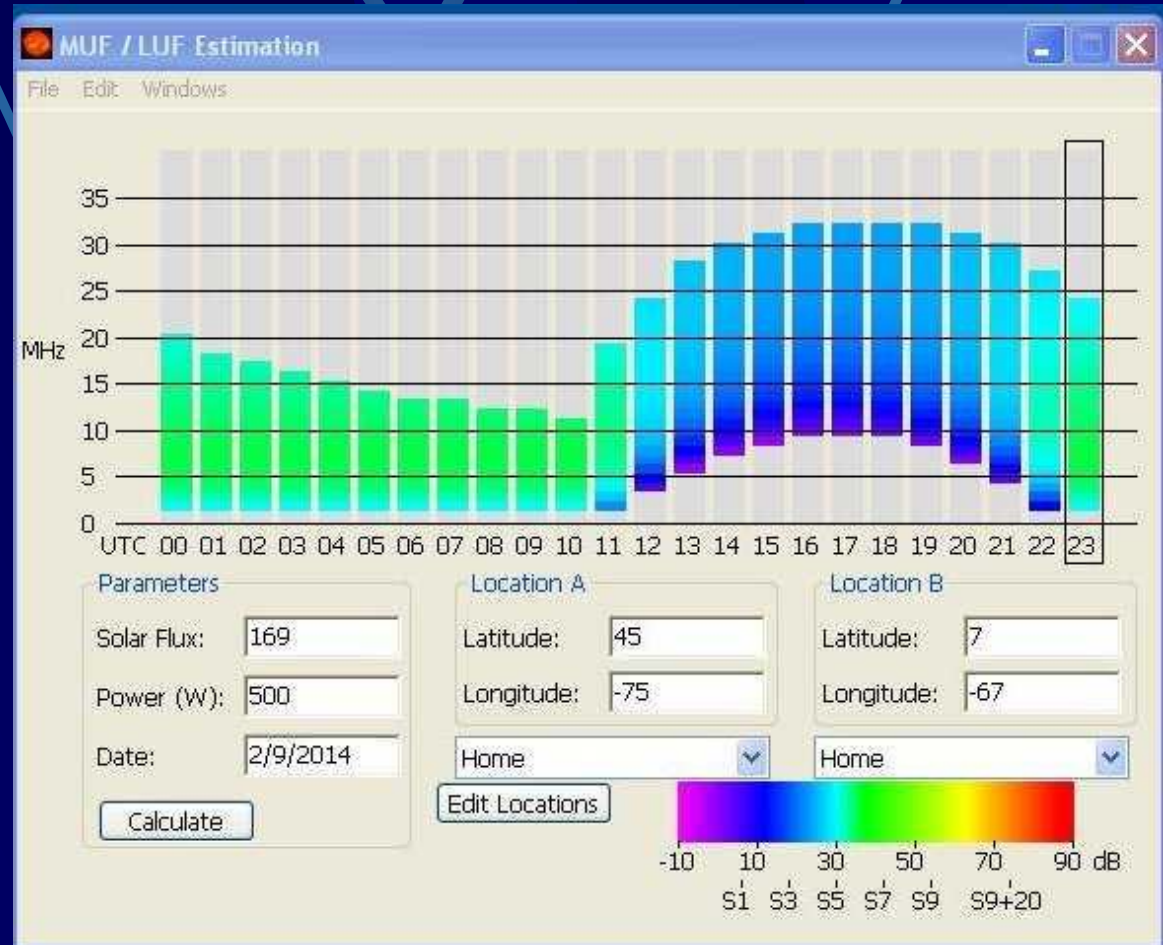 MUF / LUF Estimation
File Edit Windows
35
30
25
MHz 20
15
10
5
0
UTC 00 01 02 03 04 05 06 07 08 09 10 11 12 13 14 15 16 17 18 19 20 21 22 23
Parameters
Solar Flux: 169
Power (W): 500
Date: 2/9/2014
Calculate
Location A
Latitude: 45
Longitude: -75
Home
Edit Locations
Location B
Latitude: 7
Longitude: -67
Home
-10 10 30 50 70 90 dB
S1 S3 S5 S7 S9 S9+20